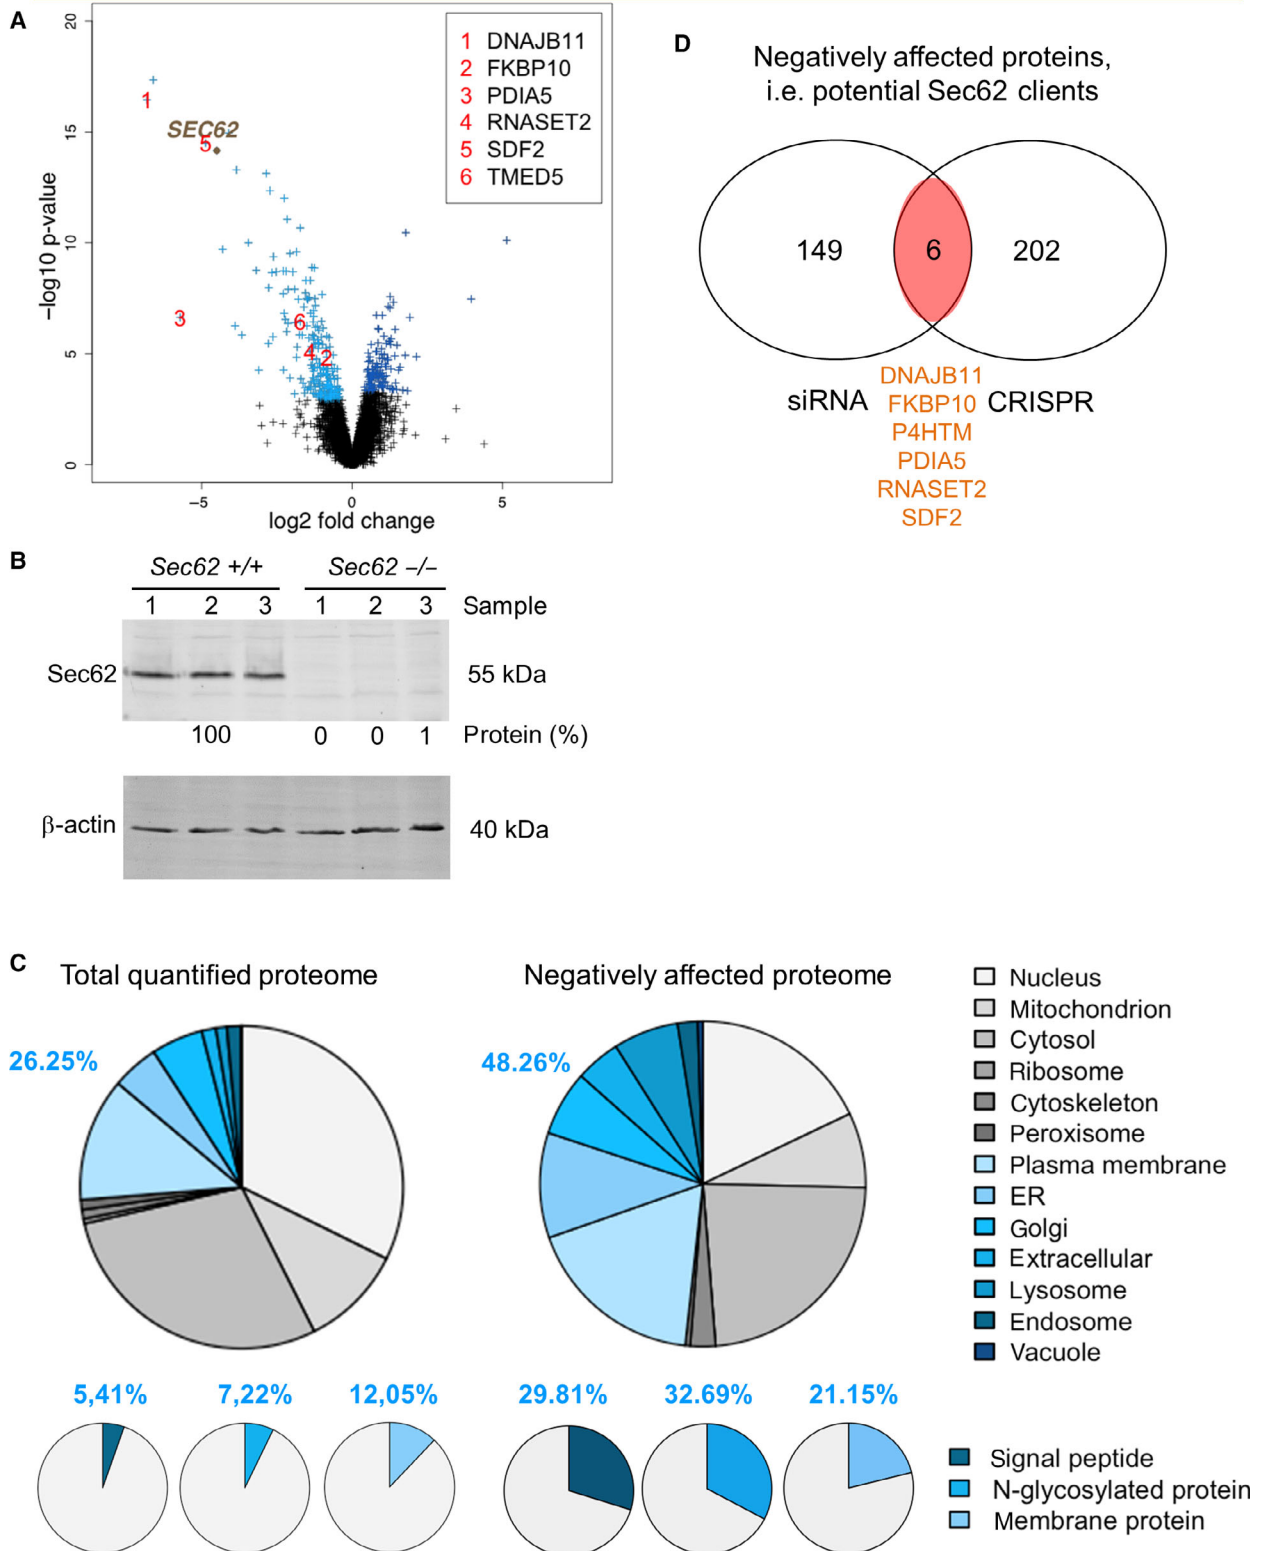 A
20
15
10
5
0
−log10 p-value
−5
0
5
log2 fold change
1 DNAJB11
2 FKBP10
3 PDIA5
4 RNASET2
5 SDF2
6 TMED5
1
SEC62
5
3
6
4
2
D
Negatively affected proteins,
i.e. potential Sec62 clients
149
6
202
siRNA
CRISPR
DNAJB11
FKBP10
P4HTM
PDIA5
RNASET2
SDF2
B
Sec62 +/+
Sec62 −/−
1 2 3 1 2 3 Sample
Sec62
55 kDa
100 0 0 1 Protein (%)
β-actin
40 kDa
C
Total quantified proteome
26.25%
Negatively affected proteome
48.26%
Nucleus
Mitochondrion
Cytosol
Ribosome
Cytoskeleton
Peroxisome
Plasma membrane
ER
Golgi
Extracellular
Lysosome
Endosome
Vacuole
5,41%
7,22%
12,05%
29.81%
32.69%
21.15%
Signal peptide
N-glycosylated protein
Membrane protein